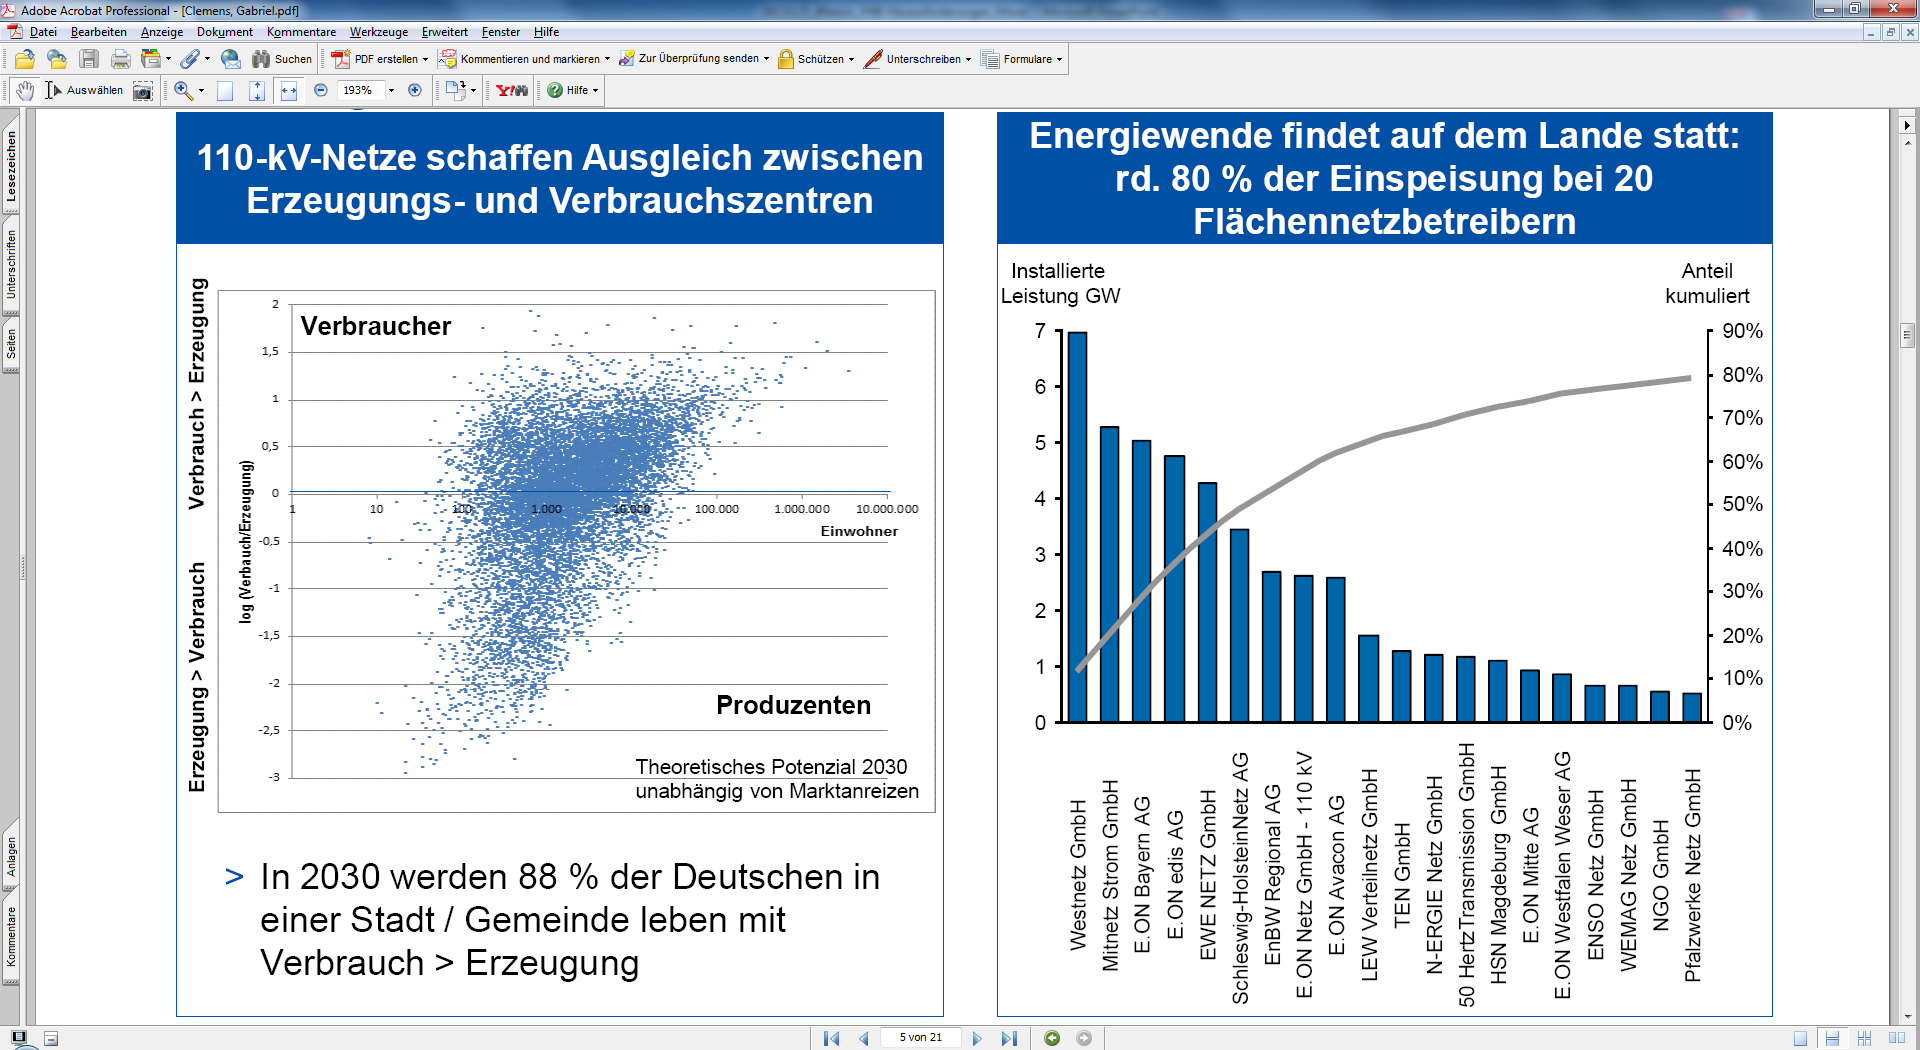 Adobe Acrobat Professional - [Clemens, Gabriel.pdf]
Datei Bearbeiten Anzeige Dokument Kommentare Werkzeuge Erweitert Fenster Hilfe
Suchen PDF erstellen Kommentieren und markieren Zur Überprüfung senden Schützen Unterschreiben Formulare
Auswählen 193% Y! Hilfe
Lesezeichen
Unterschriften
Seiten
Anlagen
Kommentare
110-kV-Netze schaffen Ausgleich zwischen
Erzeugungs- und Verbrauchszentren
Verbrauch > Erzeugung
Erzeugung > Verbrauch
log (Verbauch/Erzeugung)
2
1,5
1
0,5
0
-0,5
-1
-1,5
-2
-2,5
-3
1 10 100 1.000 10.000 100.000 1.000.000 10.000.000
Einwohner
Verbraucher
Produzenten
Theoretisches Potenzial 2030
unabhängig von Marktanreizen
> In 2030 werden 88 % der Deutschen in
einer Stadt / Gemeinde leben mit
Verbrauch > Erzeugung
Energiewende findet auf dem Lande statt:
rd. 80 % der Einspeisung bei 20
Flächennetzbetreibern
Installierte
Leistung GW
Anteil
kumuliert
7
6
5
4
3
2
1
0
90%
80%
70%
60%
50%
40%
30%
20%
10%
0%
Westnetz GmbH
Mitnetz Strom GmbH
E.ON Bayern AG
E.ON edis AG
EWE NETZ GmbH
Schleswig-Holstein Netz AG
EnBW Regional AG
E.ON Netz GmbH - 110 kV
E.ON Avacon AG
LEW Verteilnetz GmbH
TEN GmbH
N-ERGIE Netz GmbH
50 Hertz Transmission GmbH
HSN Magdeburg GmbH
E.ON Mitte AG
E.ON Westfalen Weser AG
ENSO Netz GmbH
WEMAG Netz GmbH
NGO GmbH
Pfalzwerke Netz GmbH
5 von 21